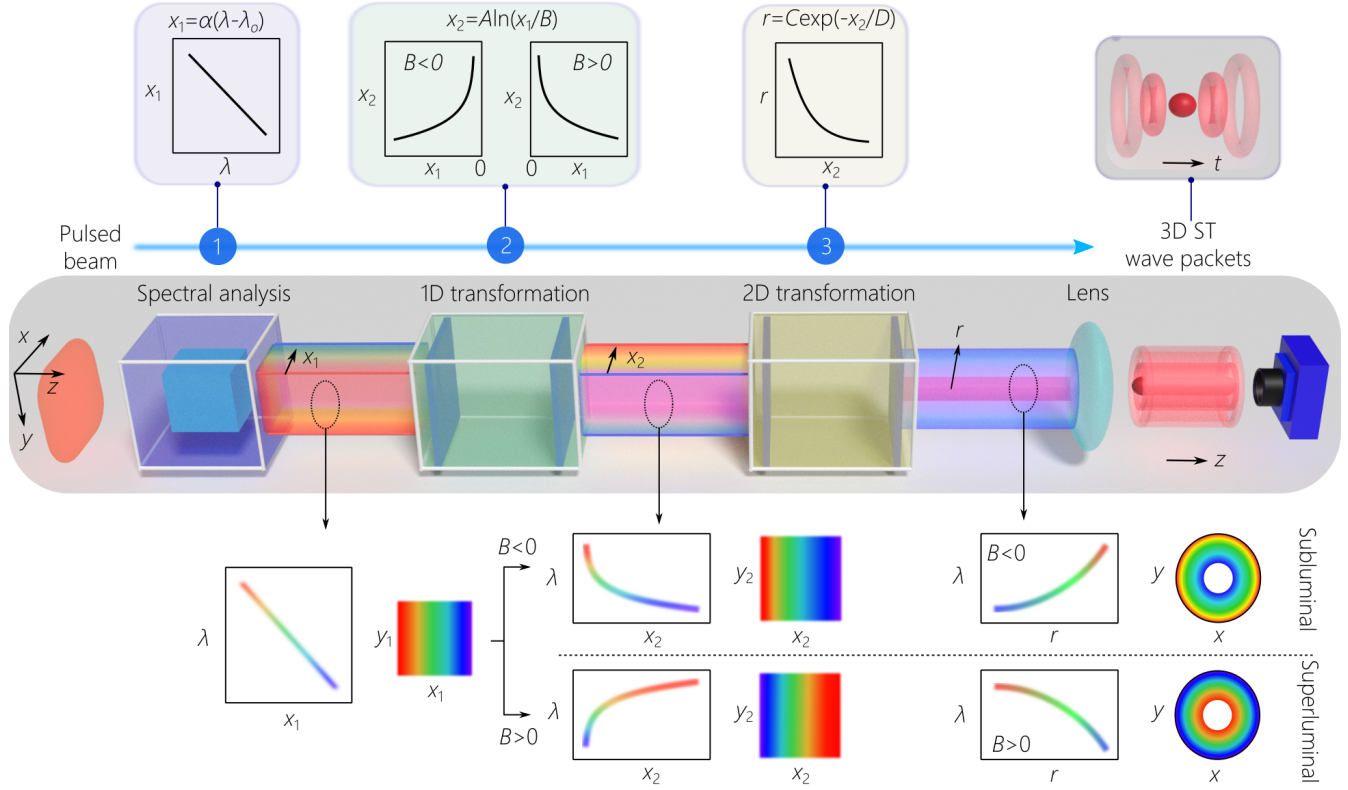 x₁=α(λ-λₒ)
x₁
λ
x₂=Aln(x₁/B)
B<0
x₂
x₁
0
B>0
x₂
0
x₁
r=Cexp(-x₂/D)
r
x₂
t
Pulsed
beam
1
2
3
3D ST
wave packets
Spectral analysis
1D transformation
2D transformation
Lens
x
z
y
x₁
x₂
r
z
λ
x₁
y₁
x₁
B<0
B>0
λ
x₂
y₂
x₂
B<0
λ
r
y
x
Subluminal
λ
x₂
y₂
x₂
λ
B>0
r
y
x
Superluminal